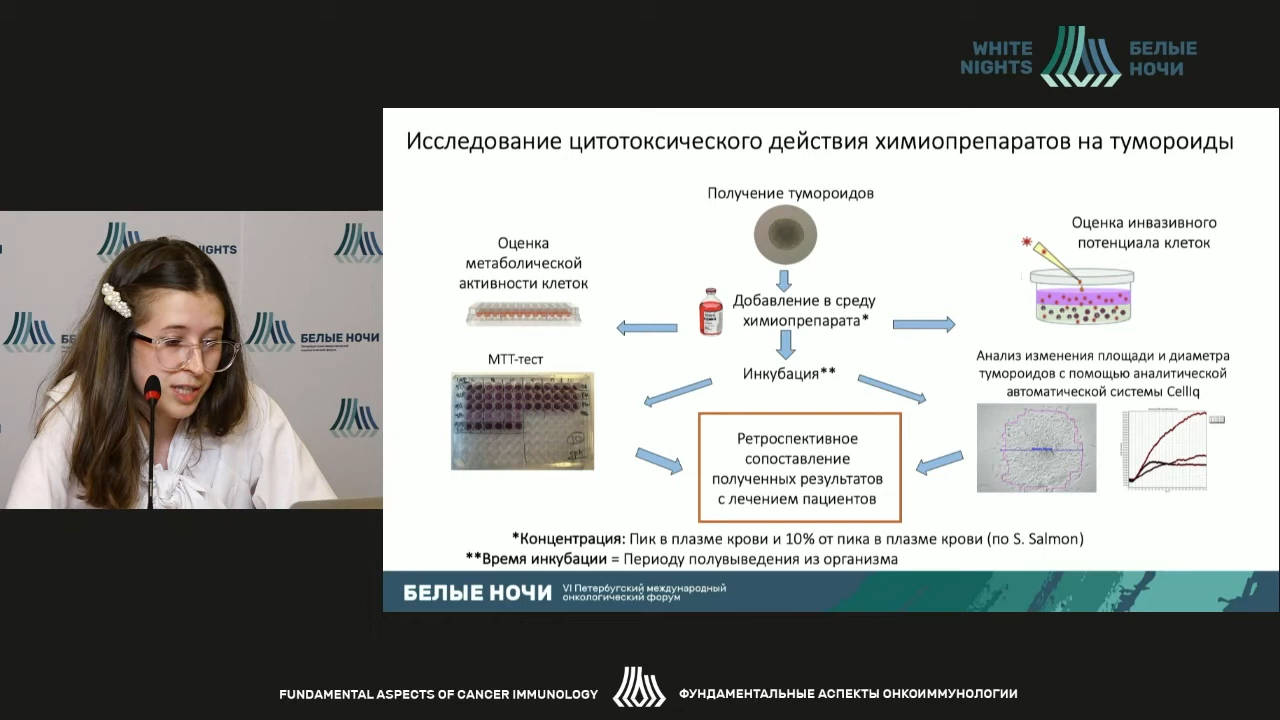 WHITE
NIGHTS
БЕЛЫЕ
НОЧИ
Исследование цитотоксического действия химиопрепаратов на тумороиды
Получение тумороидов
Оценка инвазивного
потенциала клеток
Оценка
метаболической
активности клеток
Добавление в среду
химиопрепарата*
МТТ-тест
Инкубация**
Анализ изменения площади и диаметра
тумороидов с помощью аналитической
автоматической системы CellIq
Ретроспективное
сопоставление
полученных результатов
с лечением пациентов
*Концентрация: Пик в плазме крови и 10% от пика в плазме крови (по S. Salmon)
**Время инкубации = Периоду полувыведения из организма
БЕЛЫЕ НОЧИ
VI Петербургский международный
онкологический форум
NIGHTS
БЕЛЫЕ НОЧИ
FUNDAMENTAL ASPECTS OF CANCER IMMUNOLOGY
ФУНДАМЕНТАЛЬНЫЕ АСПЕКТЫ ОНКОИММУНОЛОГИИ